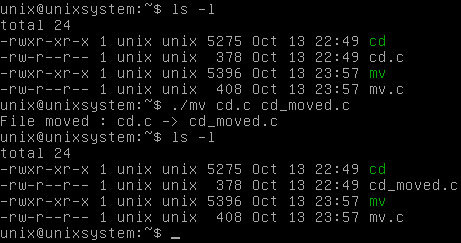 unix@unixsystem:~$ ls -l
total 24
-rwxr-xr-x 1 unix unix 5275 Oct 13 22:49 cd
-rw-r--r-- 1 unix unix  378 Oct 13 22:49 cd.c
-rwxr-xr-x 1 unix unix 5396 Oct 13 23:57 mv
-rw-r--r-- 1 unix unix  408 Oct 13 23:57 mv.c
unix@unixsystem:~$ ./mv cd.c cd_moved.c
File moved : cd.c -> cd_moved.c
unix@unixsystem:~$ ls -l
total 24
-rwxr-xr-x 1 unix unix 5275 Oct 13 22:49 cd
-rw-r--r-- 1 unix unix  378 Oct 13 22:49 cd_moved.c
-rwxr-xr-x 1 unix unix 5396 Oct 13 23:57 mv
-rw-r--r-- 1 unix unix  408 Oct 13 23:57 mv.c
unix@unixsystem:~$ _